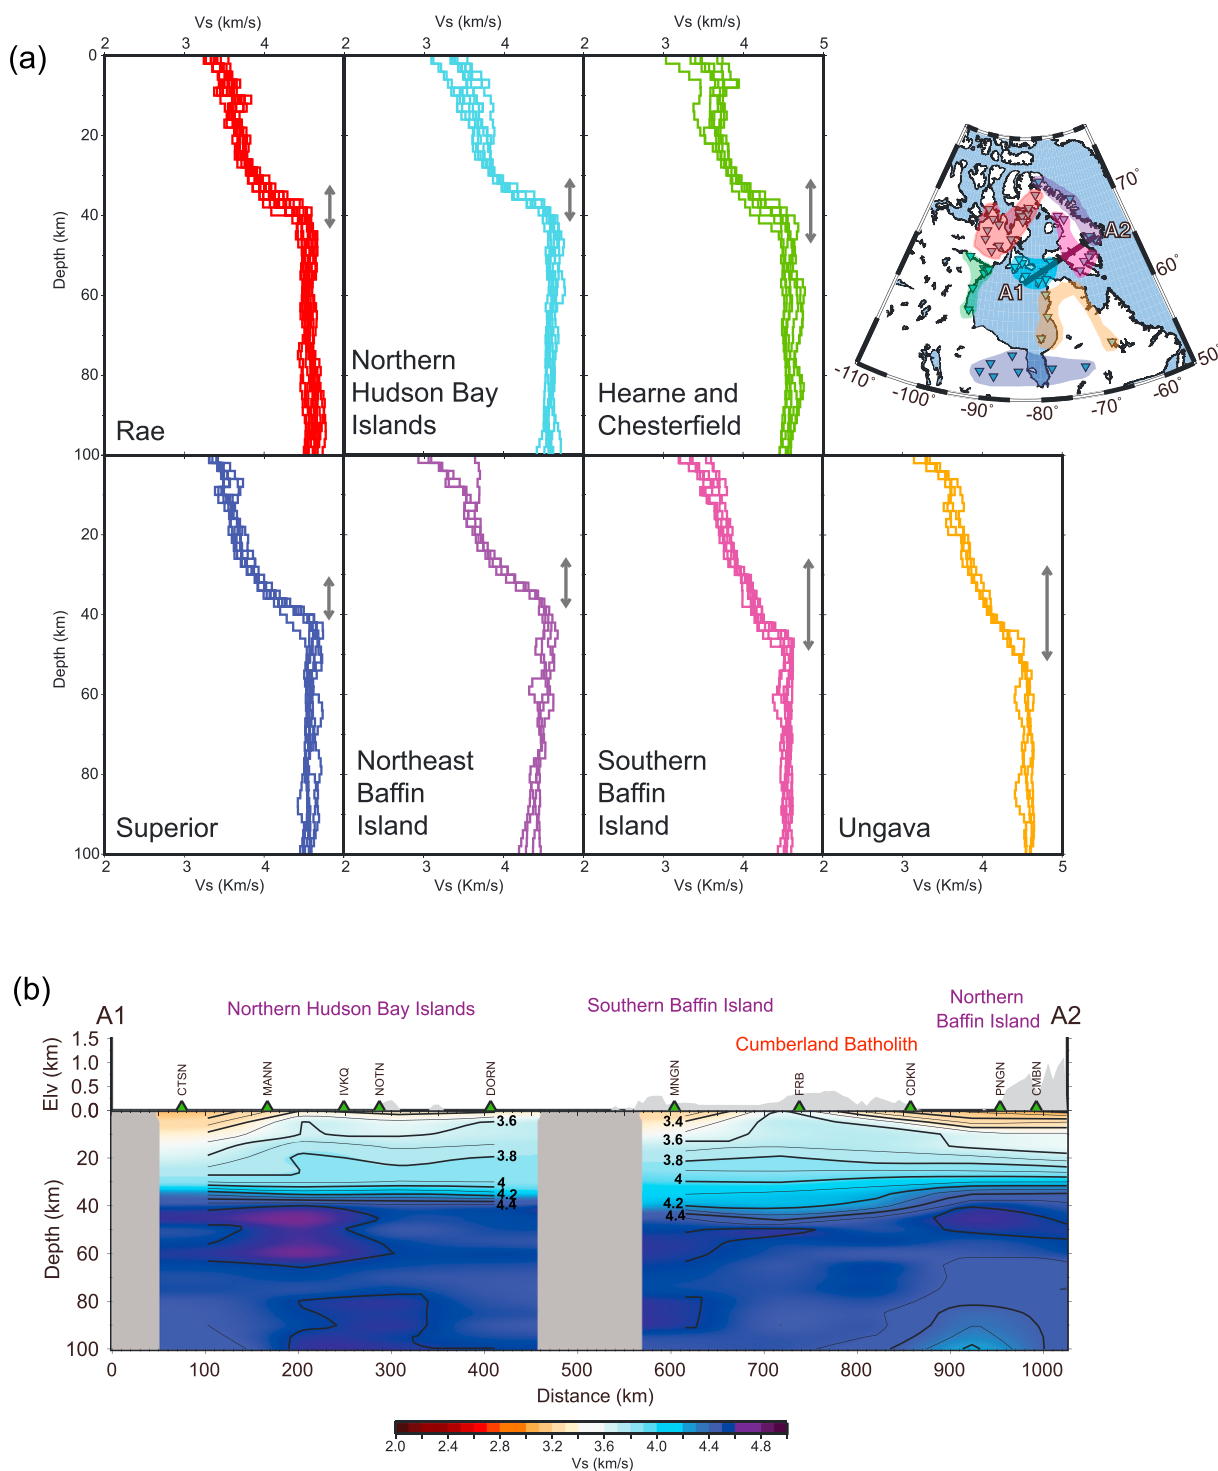 (a)
Vs (km/s) Vs (km/s) Vs (km/s)
2 3 4 2 3 4 2 3 4 5
0
20
40
60
80
100
Depth (km)
Rae
Northern
Hudson Bay
Islands
Hearne and
Chesterfield
70°
A2
60°
A1
50°
-110°
-100°
-90°
-80°
-70°
-60°
20
40
60
80
100
Depth (km)
Superior
Northeast
Baffin
Island
Southern
Baffin
Island
Ungava
2 3 4 2 3 4 2 3 4 2 3 4 5
Vs (Km/s) Vs (Km/s) Vs (Km/s) Vs (Km/s)
(b)
A1
Northern Hudson Bay Islands
Southern Baffin Island
Northern
Baffin Island
A2
Cumberland Batholith
1.5
1.0
0.5
0.0
Elv (km)
CTSN MANN IVKQ NOTN DORN MNGN FRB CDKN PNGN CMBN
3.6
3.8
4
4.2
4.4
3.4
3.6
3.8
4
4.2
4.4
20
40
60
80
100
Depth (km)
0 100 200 300 400 500 600 700 800 900 1000
Distance (km)
2.0 2.4 2.8 3.2 3.6 4.0 4.4 4.8
Vs (km/s)